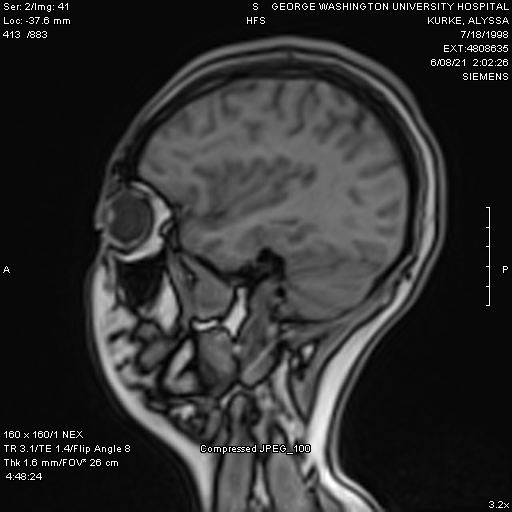 Ser: 2/Img: 41
Loc: -37.6 mm
413 /883
S
HFS
GEORGE WASHINGTON UNIVERSITY HOSPITAL
KURKE, ALYSSA
7/18/1998
EXT:4808635
6/08/21 2:02:26
SIEMENS
A
P
160 x 160/1 NEX
TR 3.1/TE 1.4/Flip Angle 8
Thk 1.6 mm/FOV* 26 cm
4:48:24
Compressed JPEG_100
3.2x